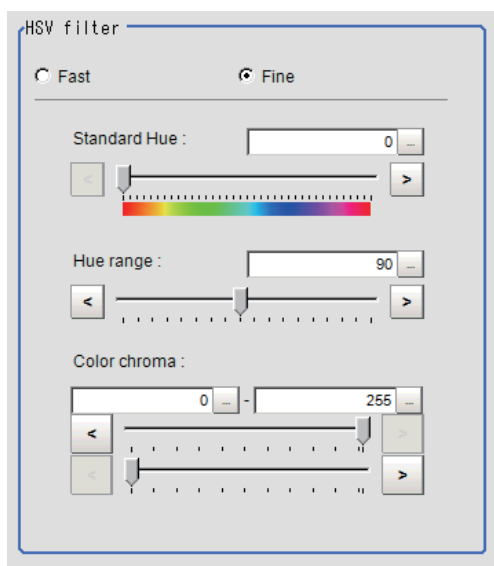 HSV filter
Fast Fine
Standard Hue : 0 ...
< >
Hue range : 90 ...
< >
Color chroma :
0 ... - 255 ...
< >
< >